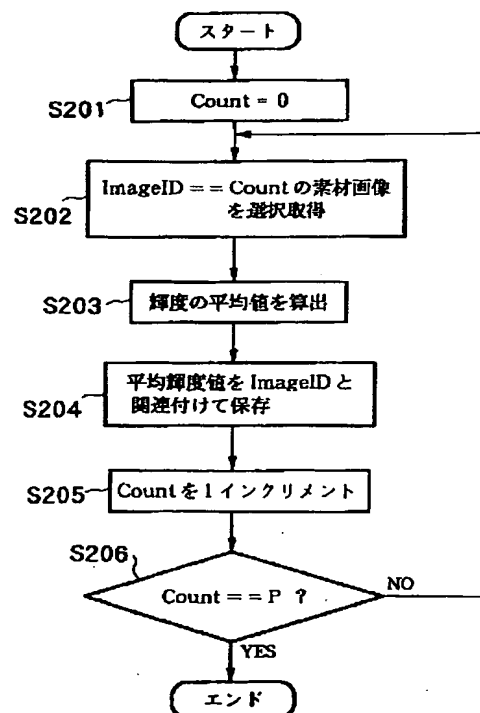 スタート
S201
Count = 0
S202
ImageID == Count の素材画像
を選択取得
S203
輝度の平均値を算出
S204
平均輝度値を ImageID と
関連付けて保存
S205
Count を 1 インクリメント
S206
Count == P ?
NO
YES
エンド